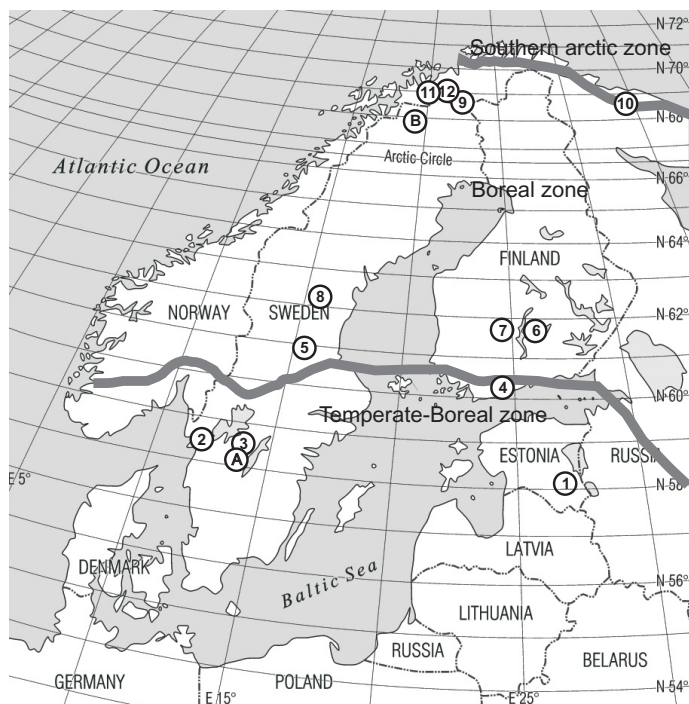 N 72°
Southern arctic zone
N 70°
11
12
9
10
B
N 68°
Arctic Circle
Atlantic Ocean
N 66°
Boreal zone
N 64°
FINLAND
8
NORWAY
SWEDEN
N 62°
7
6
5
4
N 60°
Temperate-Boreal zone
2
3
A
ESTONIA
RUSSIA
E 5°
1
N 58°
LATVIA
DENMARK
Baltic Sea
N 56°
LITHUANIA
RUSSIA
BELARUS
GERMANY
POLAND
N 54°
E 15°
E 25°